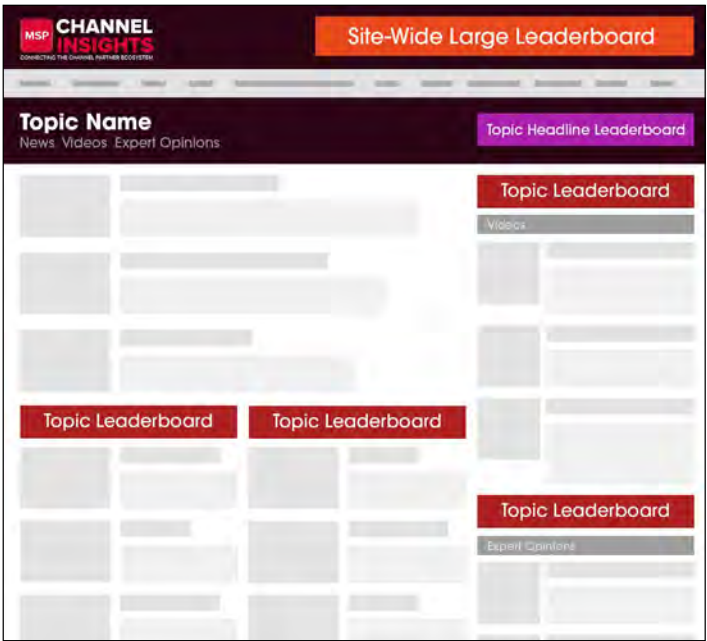 MSP CHANNEL
INSIGHTS
CONNECTING THE CHANNEL PARTNER ECOSYSTEM
Site-Wide Large Leaderboard
Topic Name
News Videos Expert Opinions
Topic Headline Leaderboard
Topic Leaderboard
Videos
Topic Leaderboard
Topic Leaderboard
Topic Leaderboard
Expert Opinions